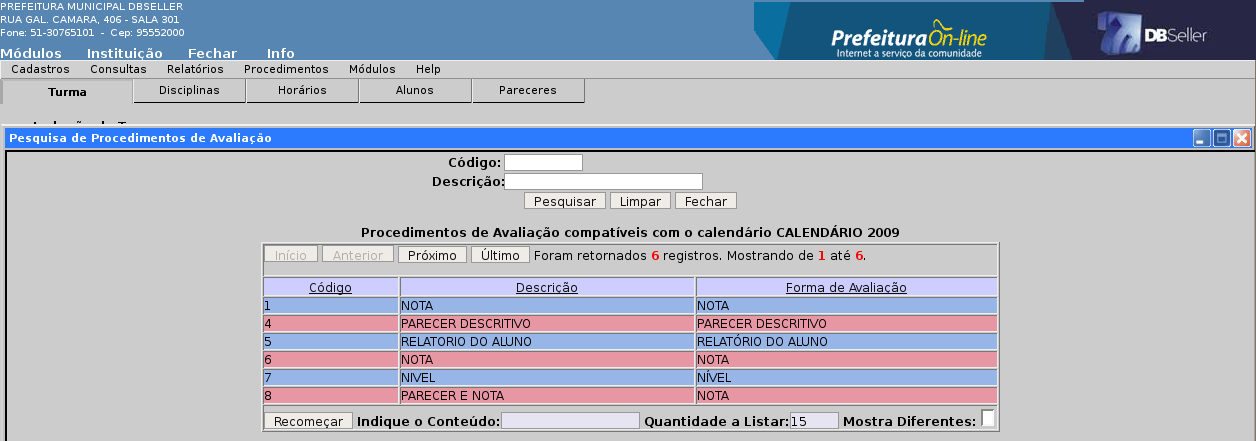 PREFEITURA MUNICIPAL DBSELLER
RUA GAL. CAMARA, 406 - SALA 301
Fone: 51-30765101 - Cep: 95552000
PrefeituraOn-line
Internet a serviço da comunidade
DBSeller
Módulos Instituição Fechar Info
Cadastros Consultas Relatórios Procedimentos Módulos Help
Turma Disciplinas Horários Alunos Pareceres
Pesquisa de Procedimentos de Avaliação
Código:
Descrição:
Pesquisar Limpar Fechar
Procedimentos de Avaliação compatíveis com o calendário CALENDÁRIO 2009
Início Anterior Próximo Último Foram retornados 6 registros. Mostrando de 1 até 6.
Código Descrição Forma de Avaliação
1 NOTA NOTA
4 PARECER DESCRITIVO PARECER DESCRITIVO
5 RELATORIO DO ALUNO RELATÓRIO DO ALUNO
6 NOTA NOTA
7 NIVEL NÍVEL
8 PARECER E NOTA NOTA
Recomeçar Indique o Conteúdo: Quantidade a Listar: 15 Mostra Diferentes: